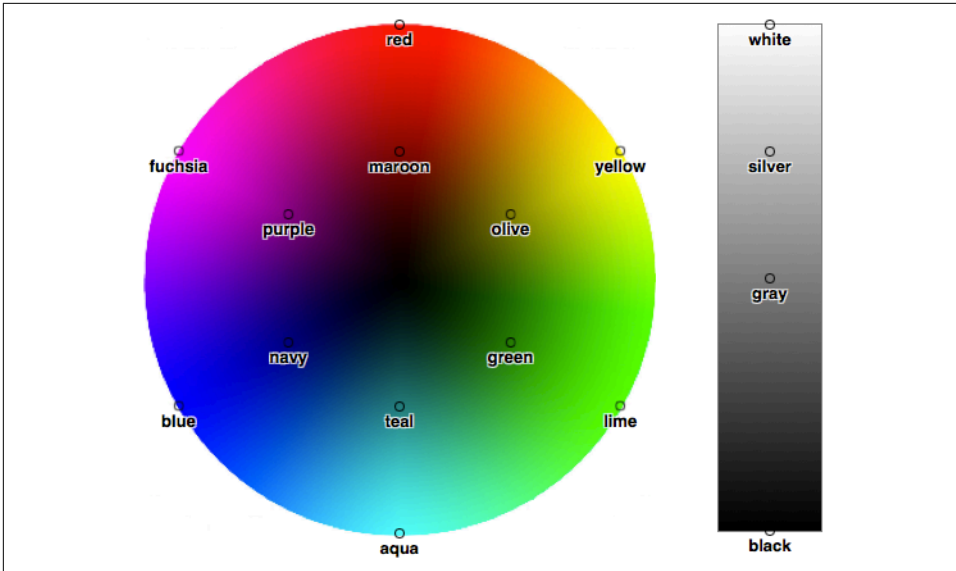 red
white
fuchsia
maroon
yellow
silver
purple
olive
gray
navy
green
blue
teal
lime
aqua
black